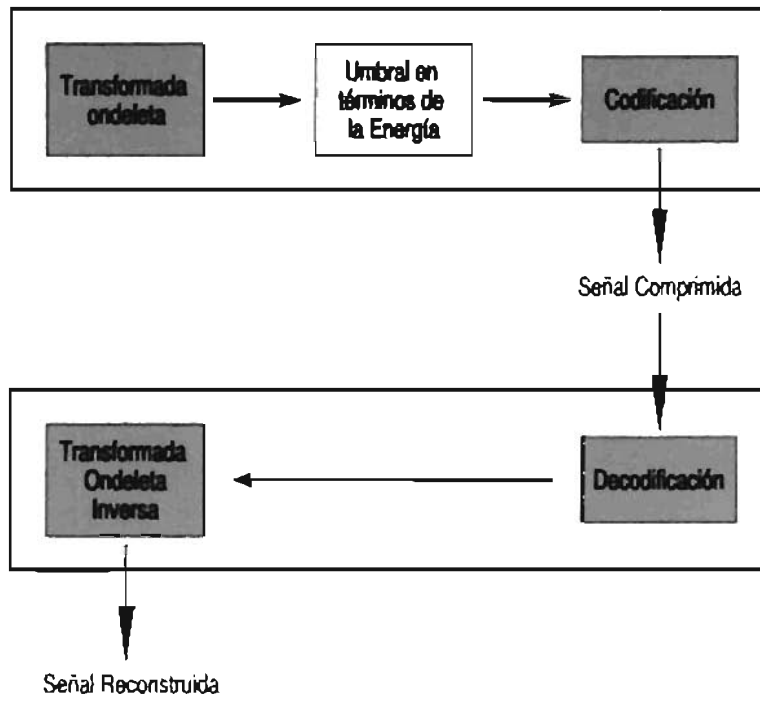 Transformada
ondeleta
Umbral en
términos de
la Energía
Codificación
Señal Comprimida
Transformada
Ondeleta
Inversa
Decodificación
Señal Reconstruida